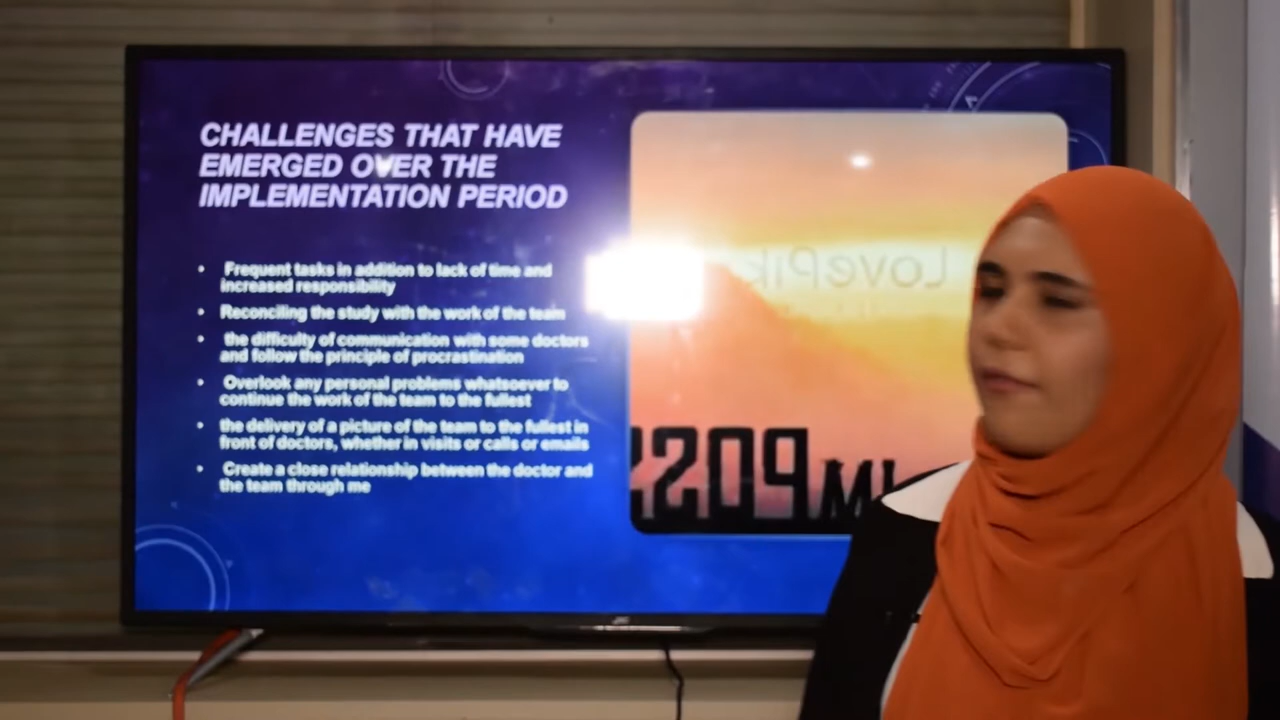 CHALLENGES THAT HAVE
EMERGED OVER THE
IMPLEMENTATION PERIOD
• Frequent tasks in addition to lack of time and
increased responsibility
• Reconciling the study with the work of the team
• the difficulty of communication with some doctors
and follow the principle of procrastination
• Overlook any personal problems whatsoever to
continue the work of the team to the fullest
• the delivery of a picture of the team to the fullest in
front of doctors, whether in visits or calls or emails
• Create a close relationship between the doctor and
the team through me
LovePik